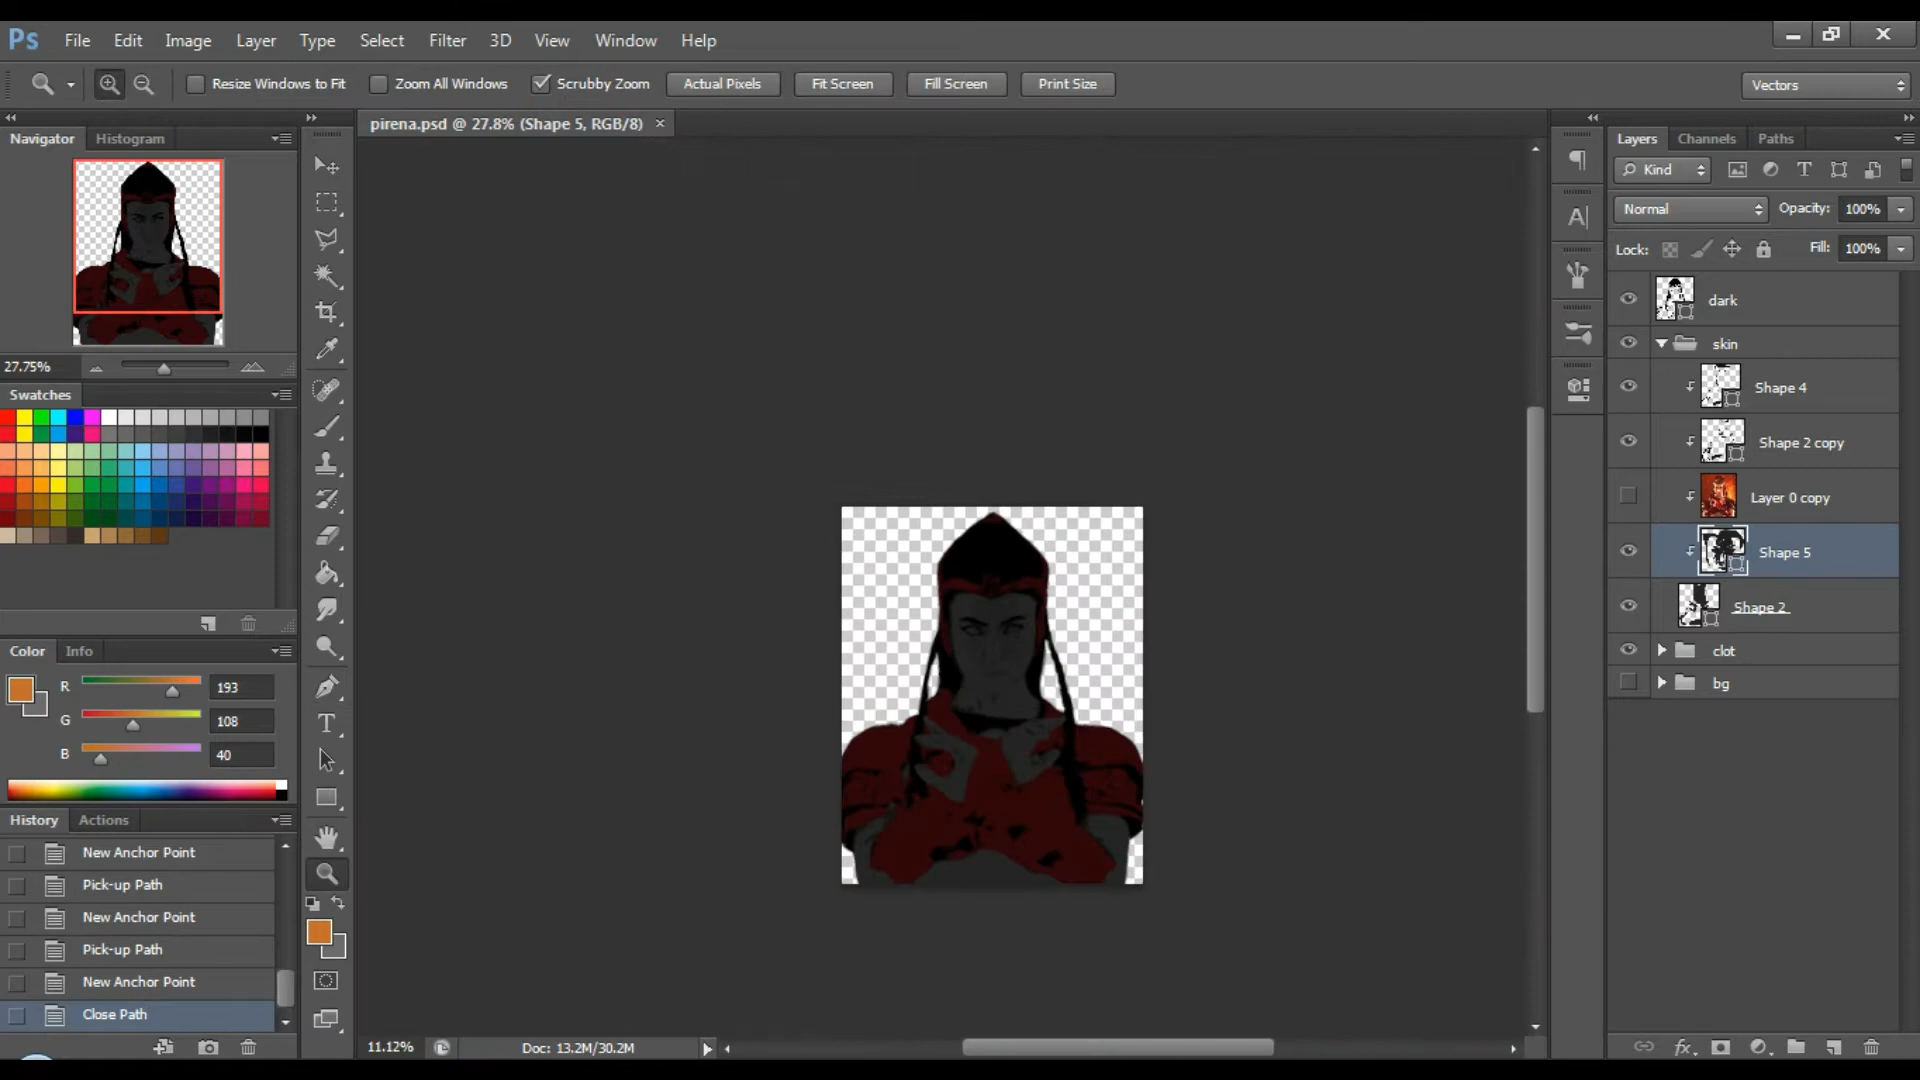 Ps File Edit Image Layer Type Select Filter 3D View Window Help
Resize Windows to Fit Zoom All Windows Scrubby Zoom Actual Pixels Fit Screen Fill Screen Print Size Vectors
Navigator Histogram
pirena.psd @ 27.8% (Shape 5, RGB/8) ×
27.75%
Swatches
Color Info
R 193
G 108
B 40
History Actions
New Anchor Point
Pick-up Path
New Anchor Point
Pick-up Path
New Anchor Point
Close Path
11.12% Doc: 13.2M/30.2M
Layers Channels Paths
Kind
Normal Opacity: 100%
Lock: Fill: 100%
dark
skin
Shape 4
Shape 2 copy
Layer 0 copy
Shape 5
Shape 2
clot
bg